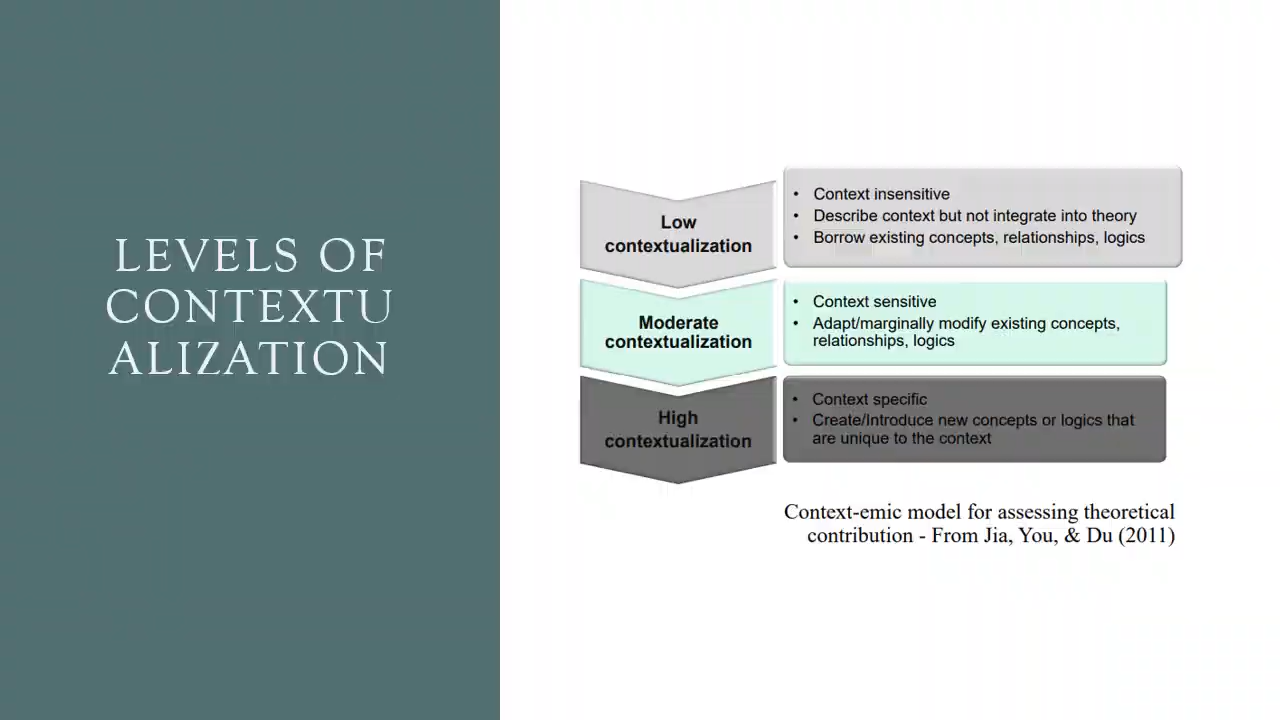 LEVELS OF
CONTEXTU
ALIZATION
Low
contextualization
• Context insensitive
• Describe context but not integrate into theory
• Borrow existing concepts, relationships, logics
Moderate
contextualization
• Context sensitive
• Adapt/marginally modify existing concepts,
relationships, logics
High
contextualization
• Context specific
• Create/Introduce new concepts or logics that
are unique to the context
Context-emic model for assessing theoretical
contribution - From Jia, You, & Du (2011)